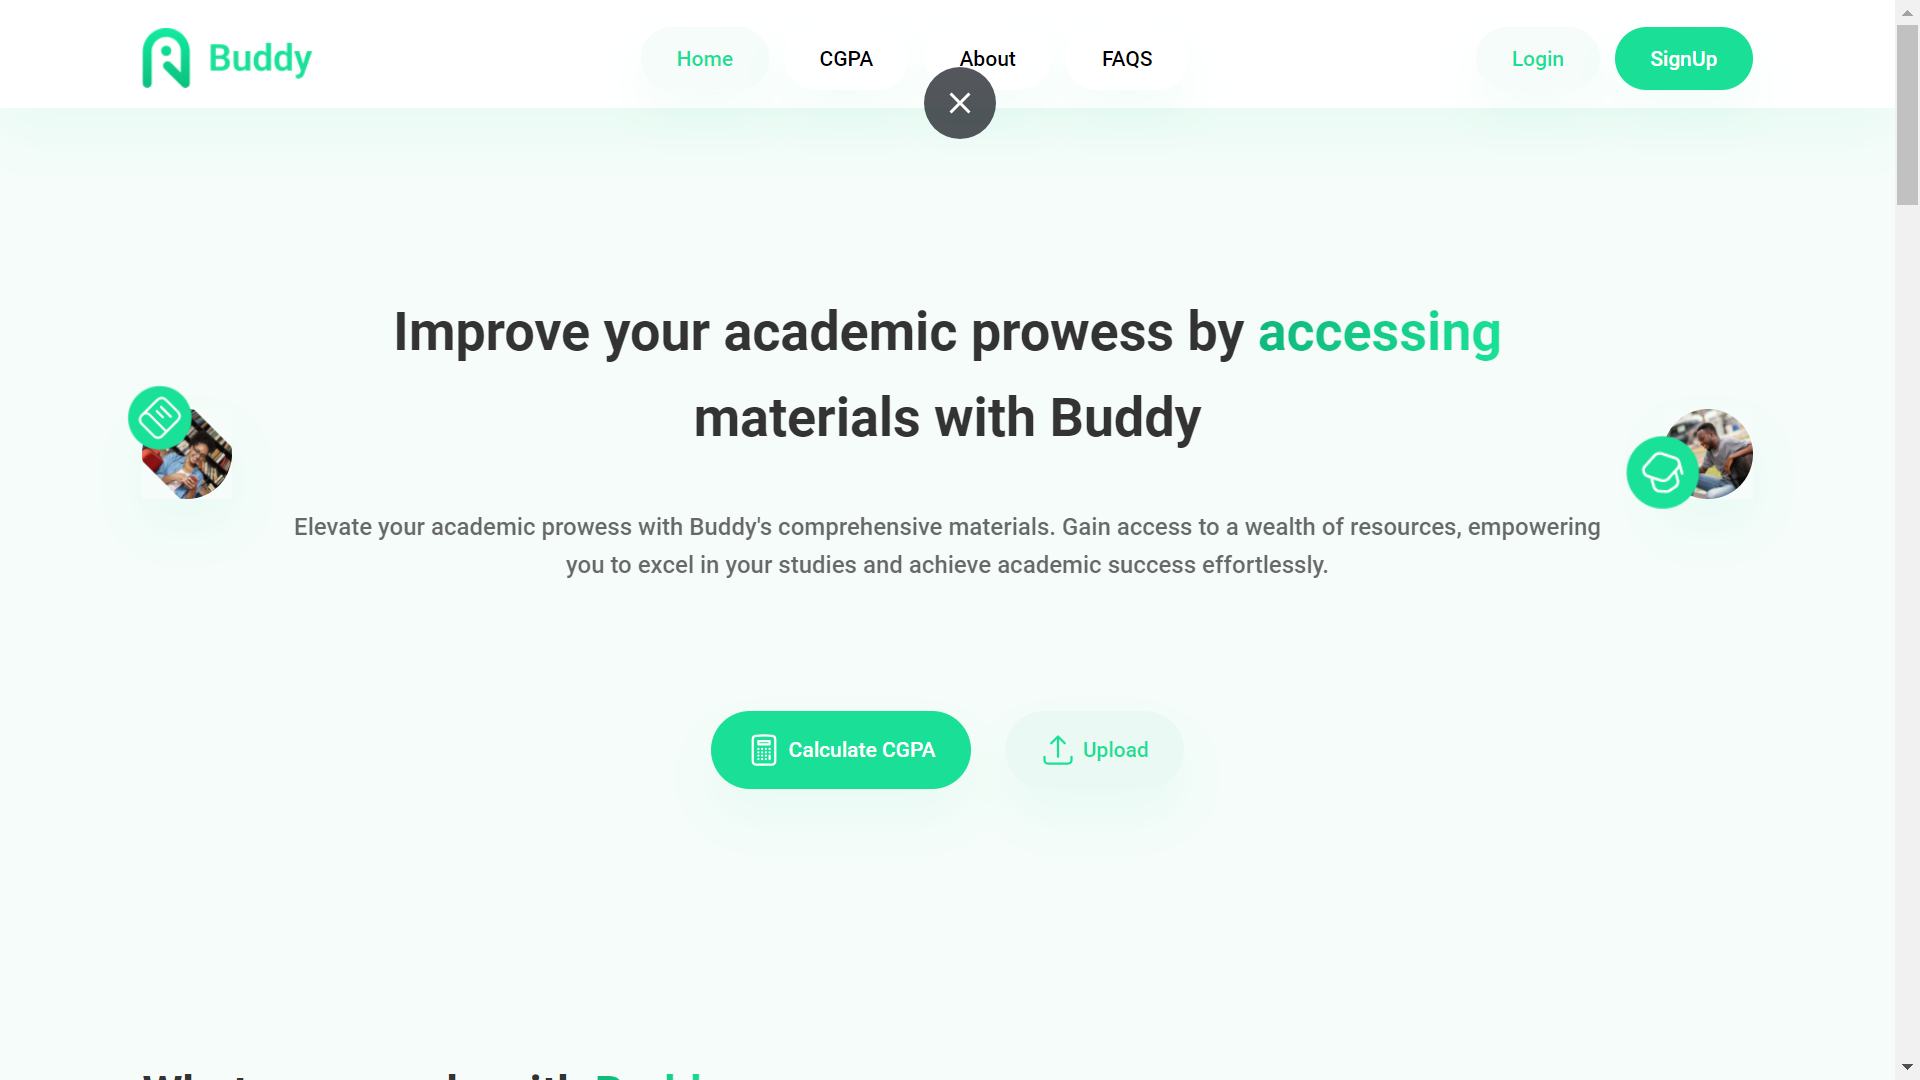 Buddy
Home
CGPA
About
FAQS
Login
SignUp
Improve your academic prowess by accessing
materials with Buddy
Elevate your academic prowess with Buddy's comprehensive materials. Gain access to a wealth of resources, empowering
you to excel in your studies and achieve academic success effortlessly.
Calculate CGPA
Upload